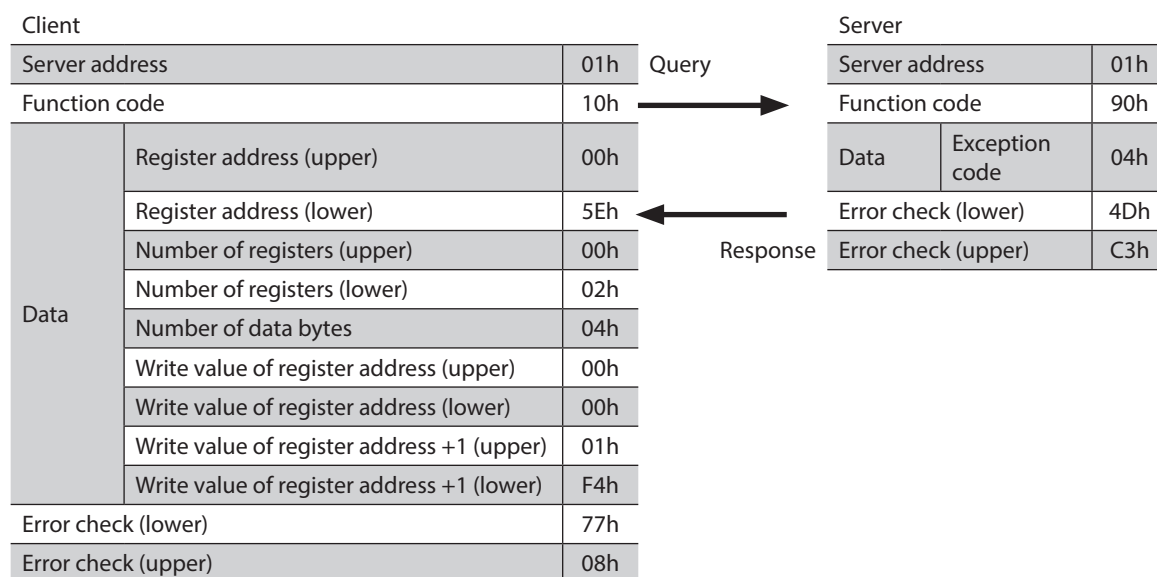 Client
Server address 01h
Function code 10h
Data
Register address (upper) 00h
Register address (lower) 5Eh
Number of registers (upper) 00h
Number of registers (lower) 02h
Number of data bytes 04h
Write value of register address (upper) 00h
Write value of register address (lower) 00h
Write value of register address +1 (upper) 01h
Write value of register address +1 (lower) F4h
Error check (lower) 77h
Error check (upper) 08h
Query
Response
Server
Server address 01h
Function code 90h
Data
Exception
code
04h
Error check (lower) 4Dh
Error check (upper) C3h